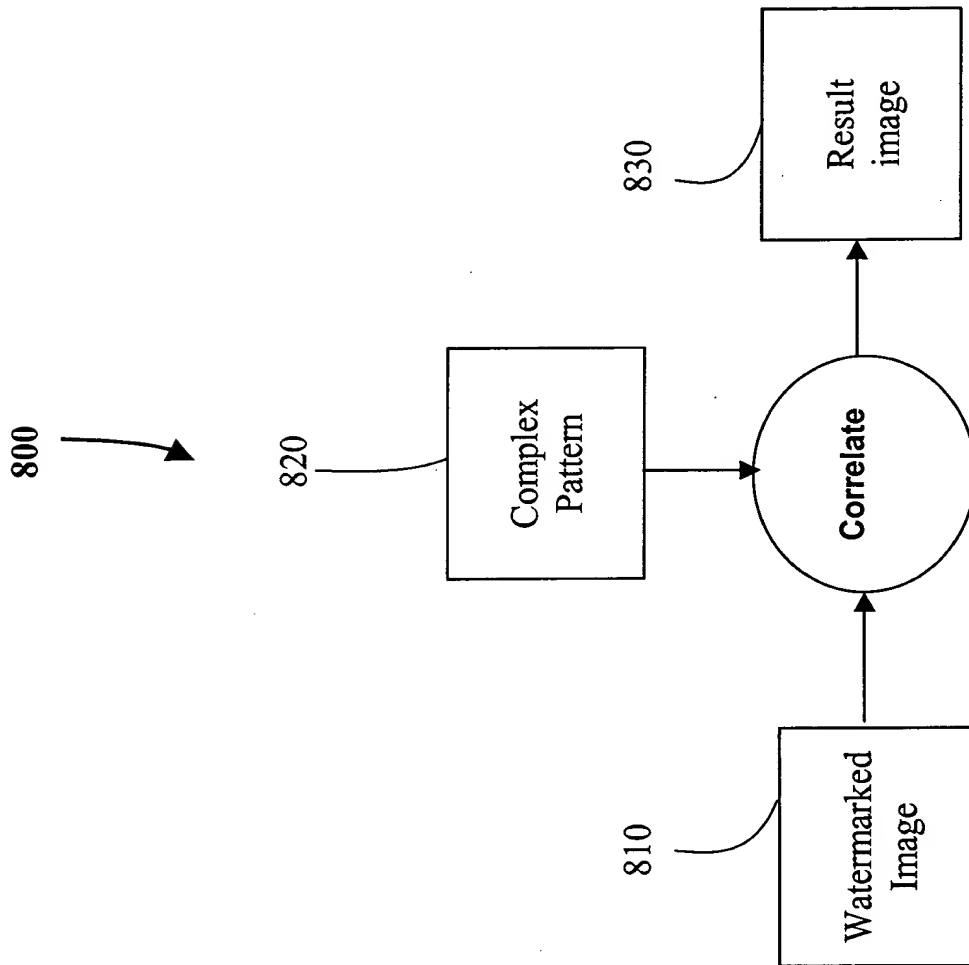 800
820
Complex
Pattern
830
Result
image
Correlate
810
Watermarked
Image